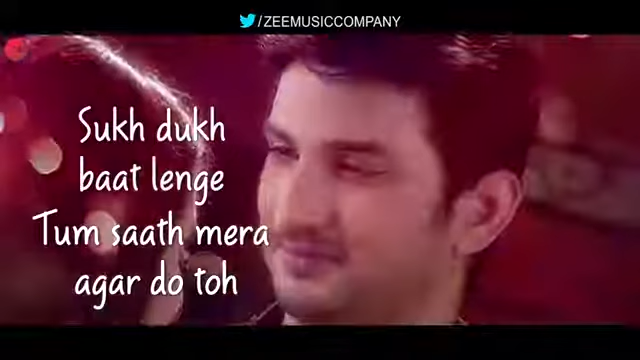 /ZEEMUSICCOMPANY
Sukh dukh
baat lenge
Tum saath mera
agar do toh